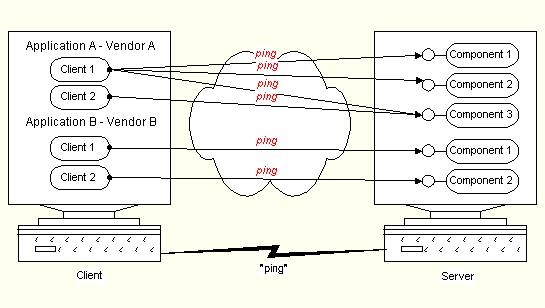 Application A - Vendor A
Client 1
Client 2
Application B - Vendor B
Client 1
Client 2
ping
ping
ping
ping
ping
ping
Component 1
Component 2
Component 3
Component 1
Component 2
Client
"ping"
Server